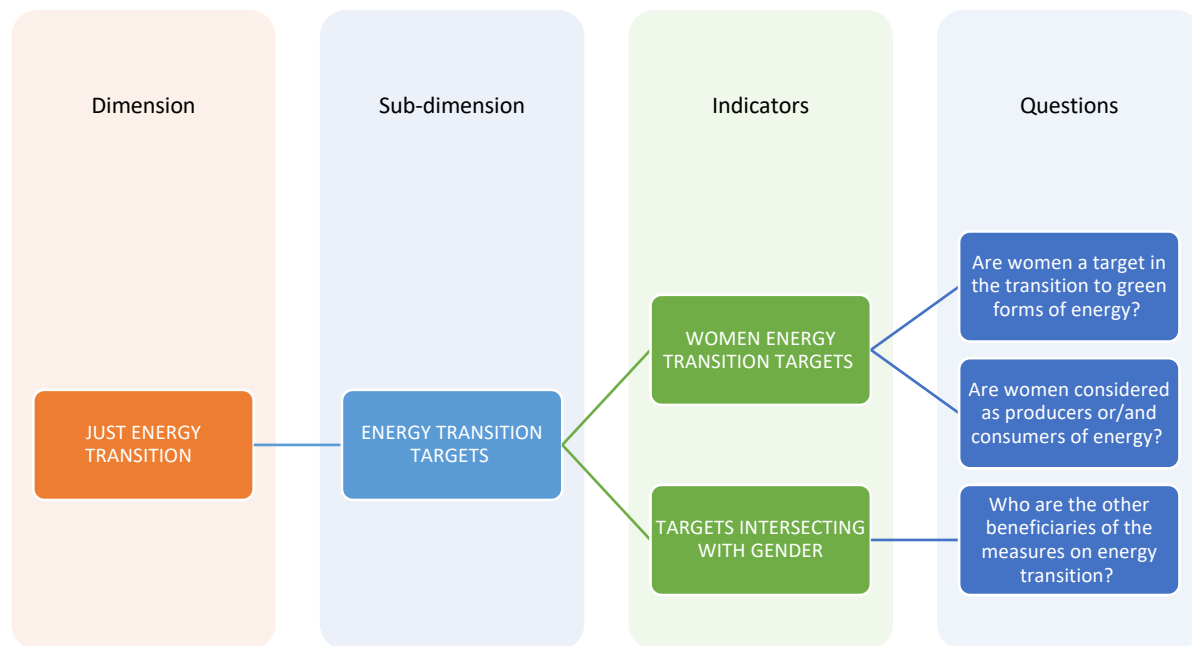 Dimension
Sub-dimension
Indicators
Questions
JUST ENERGY
TRANSITION
ENERGY TRANSITION
TARGETS
WOMEN ENERGY
TRANSITION TARGETS
TARGETS INTERSECTING
WITH GENDER
Are women a target in
the transition to green
forms of energy?
Are women considered
as producers or/and
consumers of energy?
Who are the other
beneficiaries of the
measures on energy
transition?